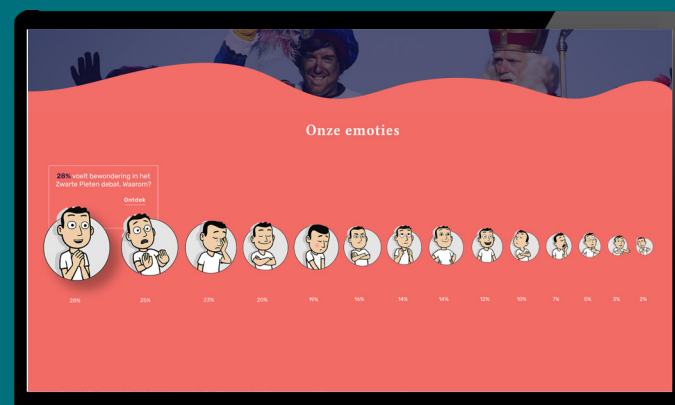 Onze emoties
28% voelt bewondering in het
Zwarte Pieten debat. Waarom?
Ontdek
28% 25% 23% 20% 19% 16% 14% 14% 12% 10% 7% 5% 3% 2%